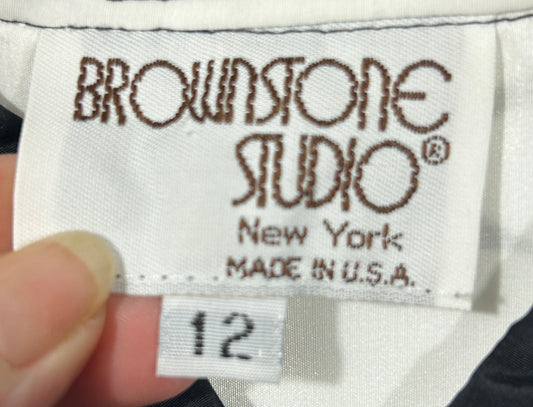 BROWNSTONE
STUDIO®
New York
MADE IN U.S.A.
12